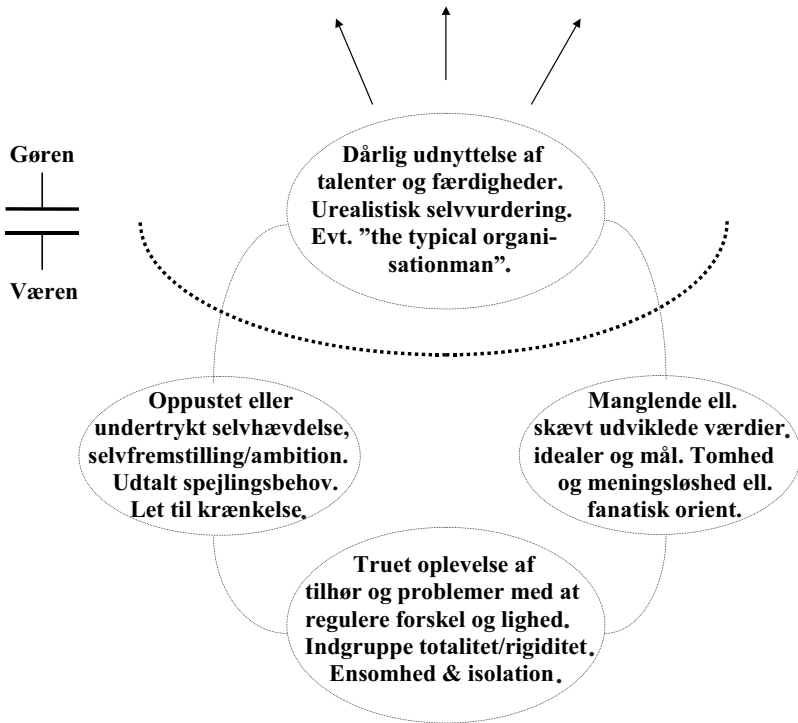 Gøren
Væren
Dårlig udnyttelse af
talenter og færdigheder.
Urealistisk selvvurdering.
Evt. ”the typical organi-
sationman”.
Oppustet eller
undertrykt selvhævdelse,
selvfremstilling/ambition.
Udtalt spejlingsbehov.
Let til krænkelse.
Manglende ell.
skævt udviklede værdier.
idealer og mål. Tomhed
og meningsløshed ell.
fanatisk orient.
Truet oplevelse af
tilhør og problemer med at
regulere forskel og lighed.
Indgruppe totalitet/rigiditet.
Ensomhed & isolation.